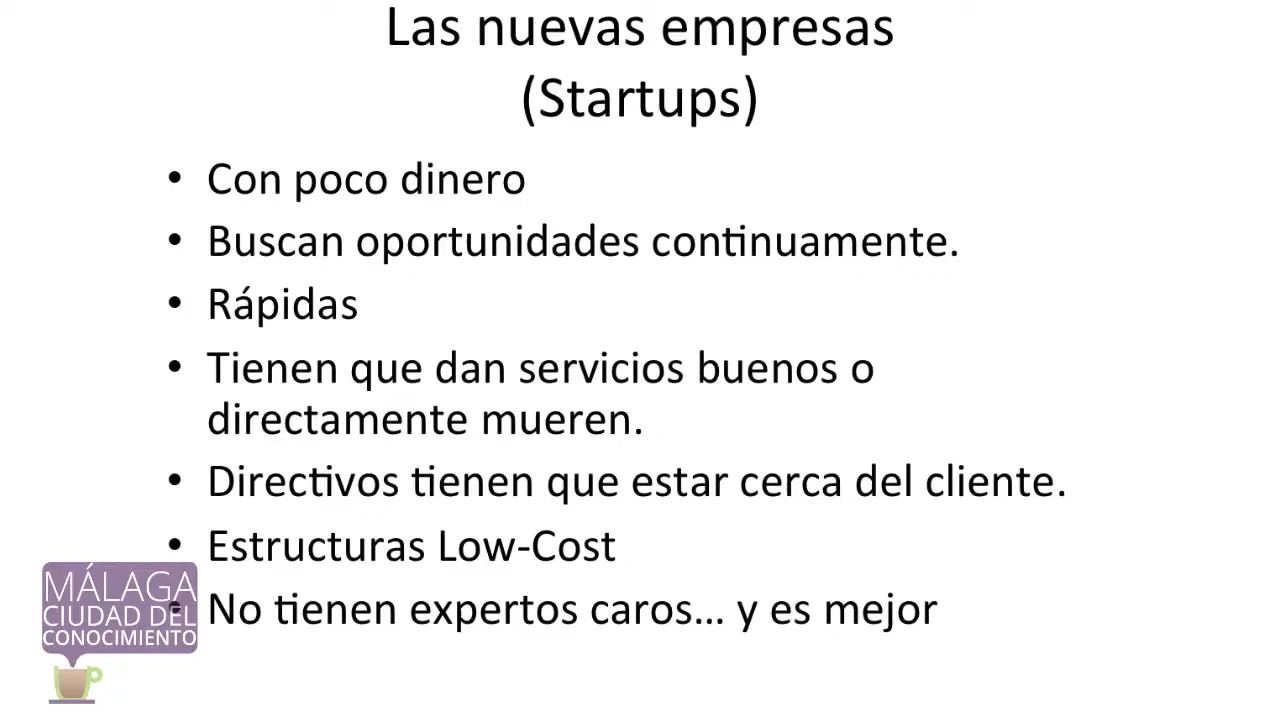 Las nuevas empresas
(Startups)
• Con poco dinero
• Buscan oportunidades continuamente.
• Rápidas
• Tienen que dan servicios buenos o
directamente mueren.
• Directivos tienen que estar cerca del cliente.
• Estructuras Low-Cost
• No tienen expertos caros... y es mejor
MÁLAGA
CIUDAD DEL
CONOCIMIENTO